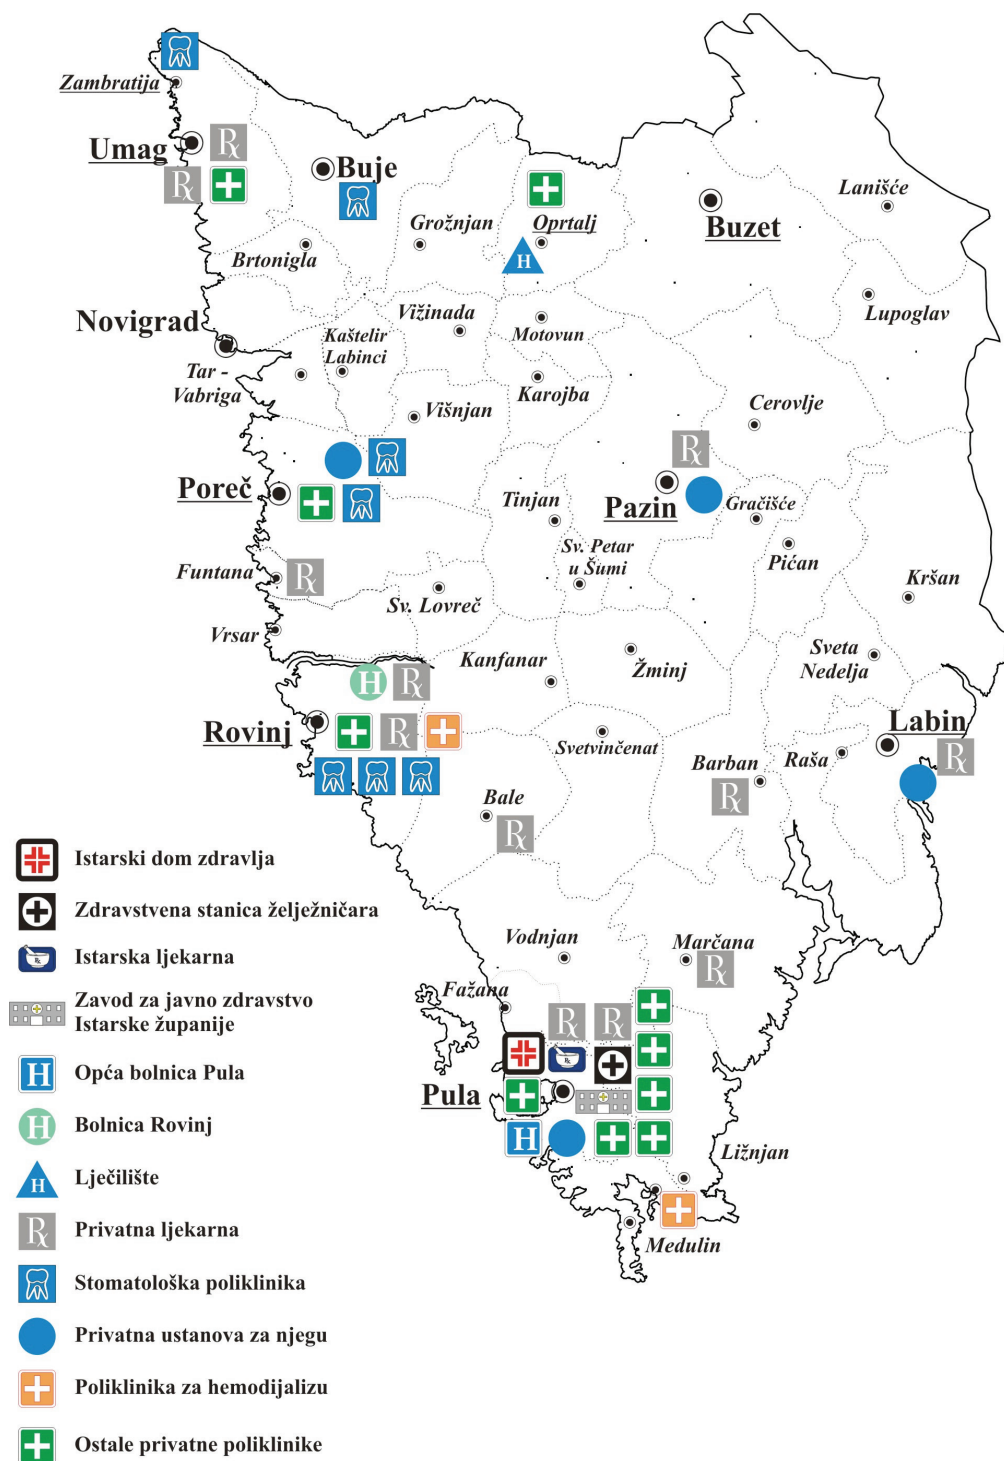 Zambratija
Umag
Buje
Buzet
Lanišće
Grožnjan
Oprtalj
H
Brtonigla
Lupoglav
Novigrad
Vižinada
Motovun
Kaštelir
Labinci
Tar -
Vabriga
Karojba
Višnjan
Cerovlje
Poreč
Tinjan
Pazin
Gračišće
Sv. Petar
u Šumi
Pićan
Funtana
Sv. Lovreč
Kršan
Vrsar
Kanfanar
Žminj
Sveta
Nedelja
H
Rovinj
Svetvinčenat
Labin
Barban
Raša
Bale
Istarski dom zdravlja
Zdravstvena stanicaželježničara
Vodnjan
Marčana
Istarska ljekarna
Fažana
Zavod za javno zdravstvo
Istarske županije
H
Opća bolnica Pula
Pula
H
H
Bolnica Rovinj
Ližnjan
H
Lječilište
Medulin
Privatna ljekarna
Stomatološka poliklinika
Privatna ustanova za njegu
Poliklinika za hemodijalizu
Ostale privatne poliklinike